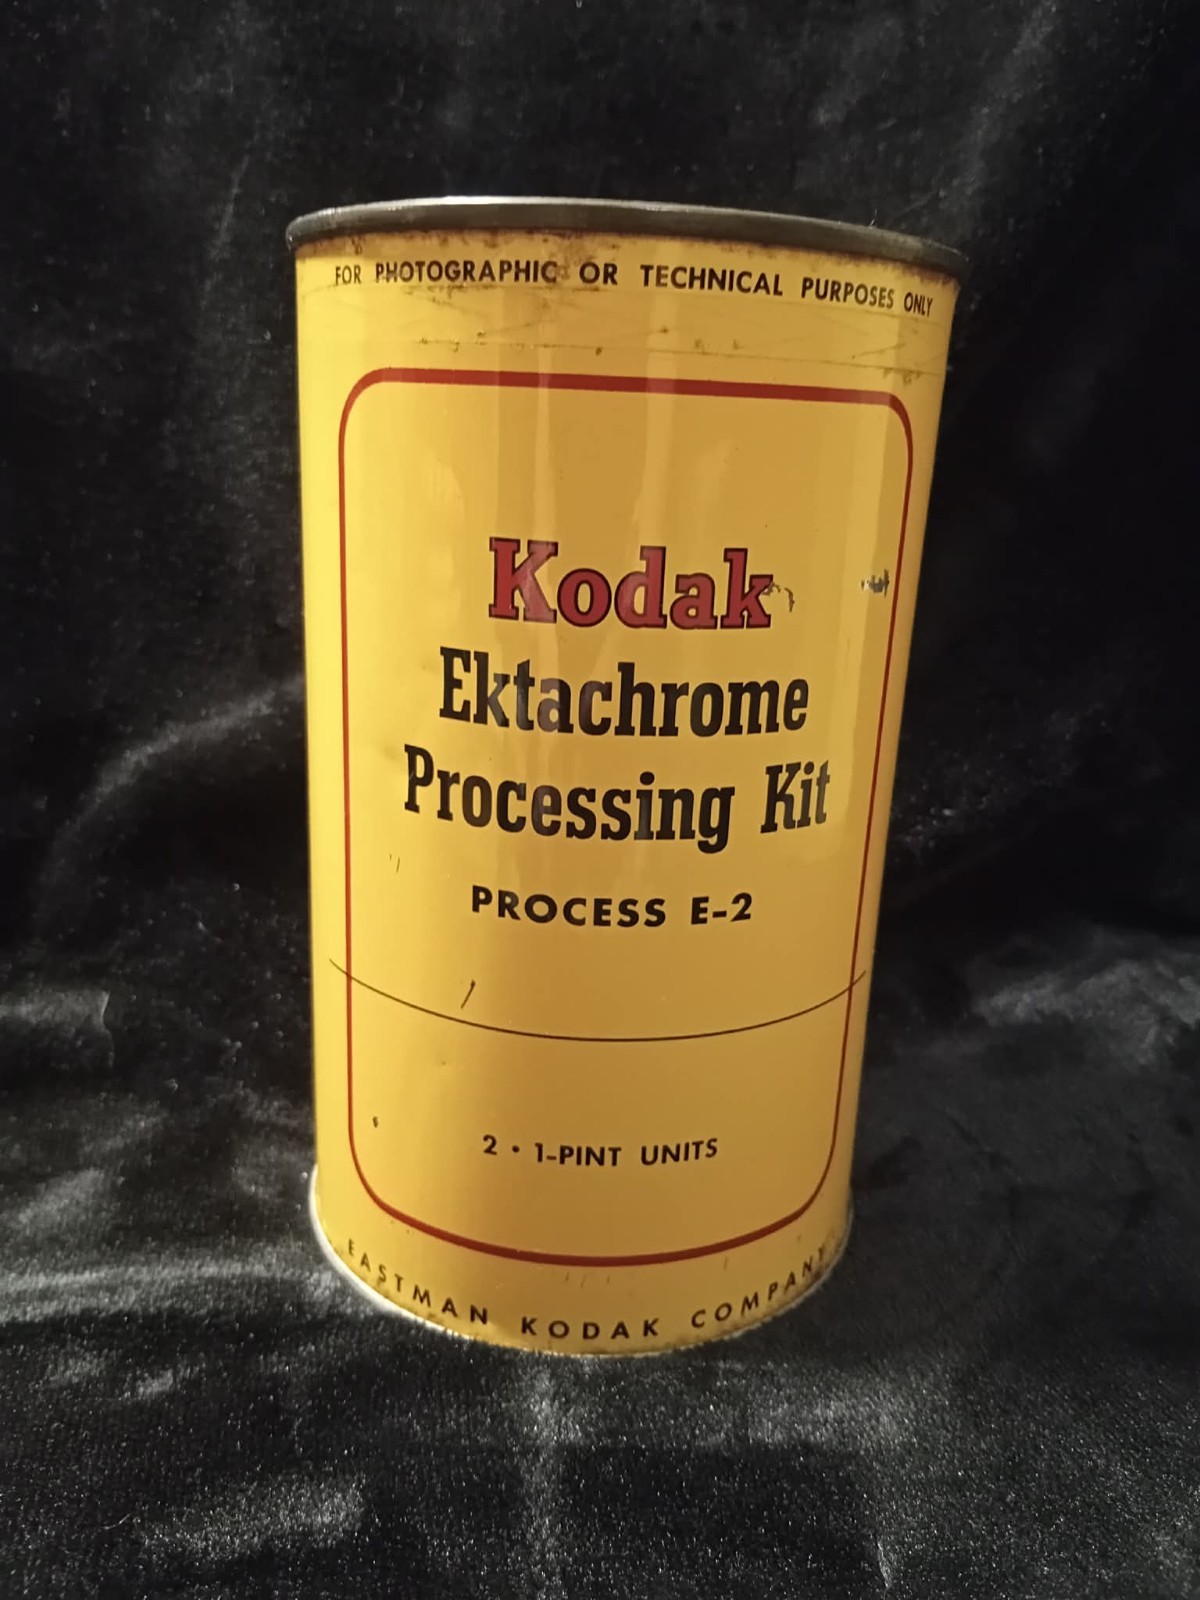 FOR PHOTOGRAPHIC OR TECHNICAL PURPOSES ONLY
Kodak
Ektachrome
Processing Kit
PROCESS E-2
2 • 1-PINT UNITS
EASTMAN KODAK COMPANY